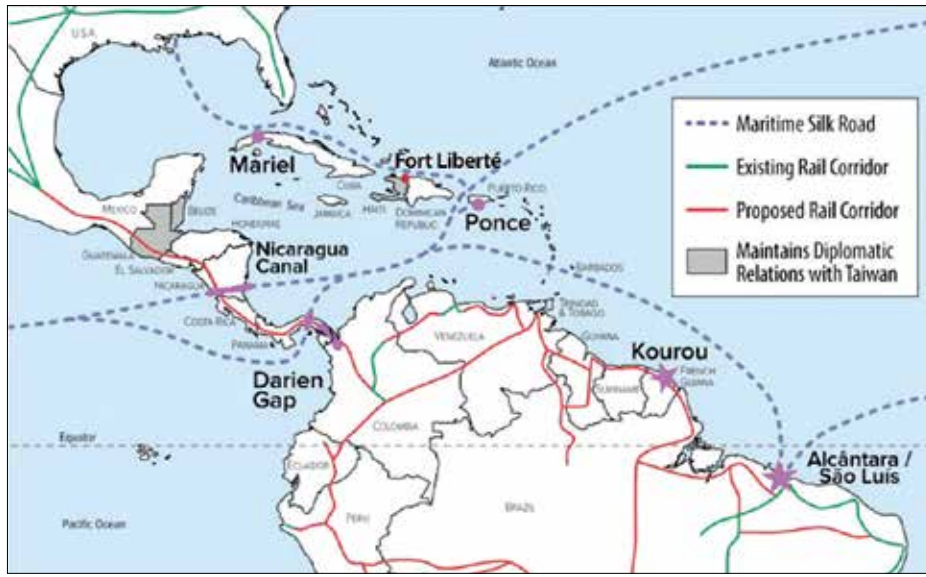 U.S.A.
Atlantic Ocean
Maritime Silk Road
Existing Rail Corridor
Proposed Rail Corridor
Maintains Diplomatic
Relations with Taiwan
Mariel
Fort Liberté
CUBA
Caribbean Sea
JAMAICA
HAITI
DOMINICAN
REPUBLIC
PUERTO RICO
Ponce
MEXICO
BELIZE
HONDURAS
GUATEMALA
EL SALVADOR
NICARAGUA
Nicaragua
Canal
COSTA RICA
PANAMA
Darien
Gap
BARBADOS
TRINIDAD
& TOBAGO
VENEZUELA
GUYANA
SURINAME
Kourou
FRENCH
GUIANA
COLOMBIA
Equator
ECUADOR
Alcântara /
São Luís
PERU
BRAZIL
Pacific Ocean